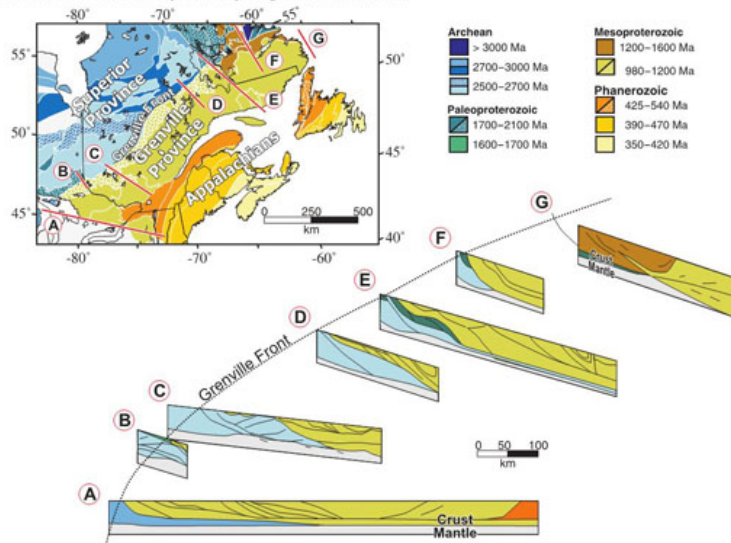 -80° -70° -60° 55°
55°
50°
50°
45°
45°
40°
-80° -70° -60°
Superior
Province
Grenville Front
Grenville
Province
Appalachians
A
B
C
D
E
F
G
0 250 500
km
Archean
> 3000 Ma
2700–3000 Ma
2500–2700 Ma
Paleoproterozoic
1700–2100 Ma
1600–1700 Ma
Mesoproterozoic
1200–1600 Ma
980–1200 Ma
Phanerozoic
425–540 Ma
390–470 Ma
350–420 Ma
G
Crust
Mantle
F
E
D
Grenville Front
C
B
0 50 100
km
A
Crust
Mantle